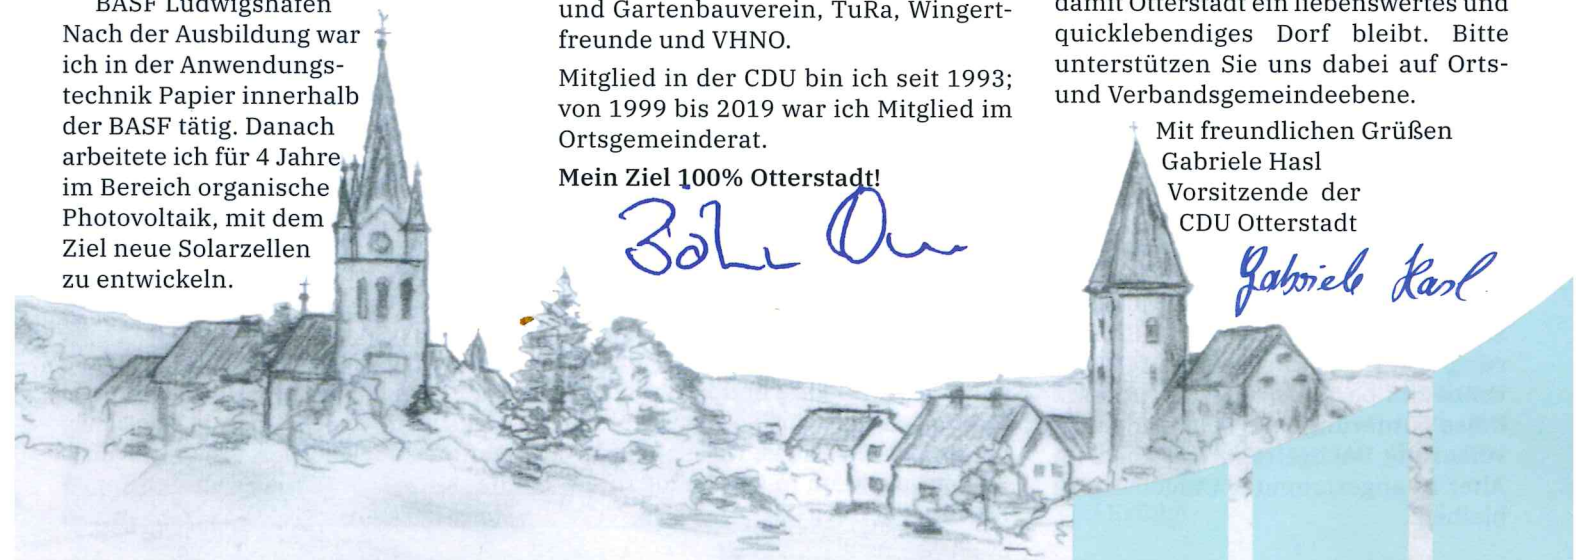 BASF Ludwigshafen
Nach der Ausbildung war
ich in der Anwendungs-
technik Papier innerhalb
der BASF tätig. Danach
arbeitete ich für 4 Jahre
im Bereich organische
Photovoltaik, mit dem
Ziel neue Solarzellen
zu entwickeln.
und Gartenbauverein, TuRa, Wingert-
freunde und VHNO.
Mitglied in der CDU bin ich seit 1993;
von 1999 bis 2019 war ich Mitglied im
Ortsgemeinderat.
Mein Ziel 100% Otterstadt!
damit Otterstadt ein liebenswertes und
quicklebendiges Dorf bleibt. Bitte
unterstützen Sie uns dabei auf Orts-
und Verbandsgemeindeebene.
Mit freundlichen Grüßen
Gabriele Hasl
Vorsitzende der
CDU Otterstadt
Gabriele Hasl